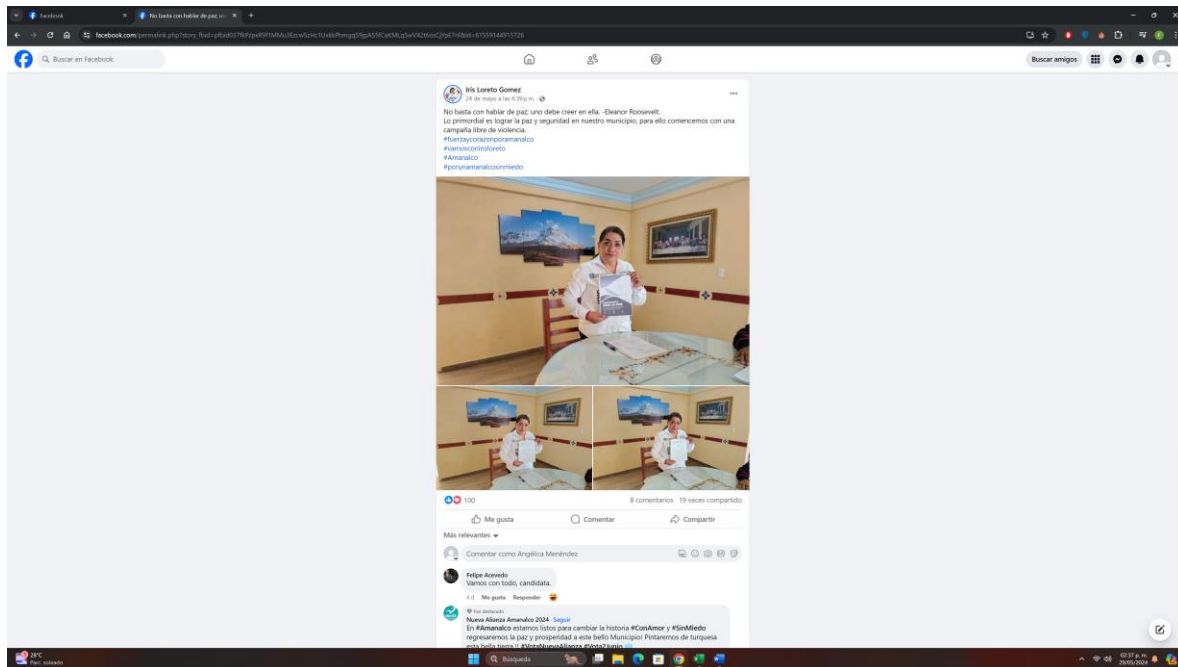 Facebook
No basta con hablar de paz; un
Buscar en Facebook
Buscar amigos
Iris Loreto Gomez
24 de mayo a las 6:39 p.m.
No basta con hablar de paz; uno debe creer en ella. -Eleanor Roosevelt.
Lo primordial es lograr la paz y seguridad en nuestro municipio, para ello comencemos con una
campaña libre de violencia.
#fuerzaycorazonporamanalco
#vamosconirisloreto
#Amanalco
#porunamanalcosinmiedo
100
8 comentarios 19 veces compartido
Me gusta Comentar Compartir
Más relevantes
Comentar como Angélica Menéndez
Felipe Acevedo
Vamos con todo, candidata.
4 d Me gusta Responder
Fan destacado
Nueva Alianza Amanalco 2024 · Seguir
En #Amanalco estamos listos para cambiar la historia #ConAmor y #SinMiedo
regresaremos la paz y prosperidad a este bello Municipio! Pintaremos de turquesa
esta bella tierra !! #VotaNuevaAlianza #Vota2Junio
28°C
Parc. soleado
Búsqueda
02:37 p. m.
29/05/2024